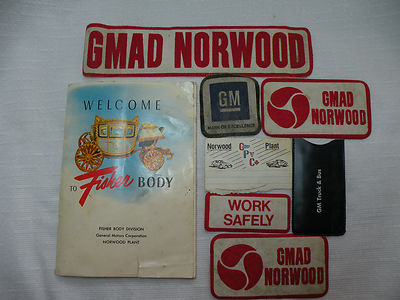 GMAD NORWOOD
WELCOME
TO Fisher BODY
FISHER BODY DIVISION
General Motors Corporation
NORWOOD PLANT
GM
MARK OF EXCELLENCE
GMAD
NORWOOD
Norwood Plant
WORK
SAFELY
GM Truck & Bus
GMAD
NORWOOD